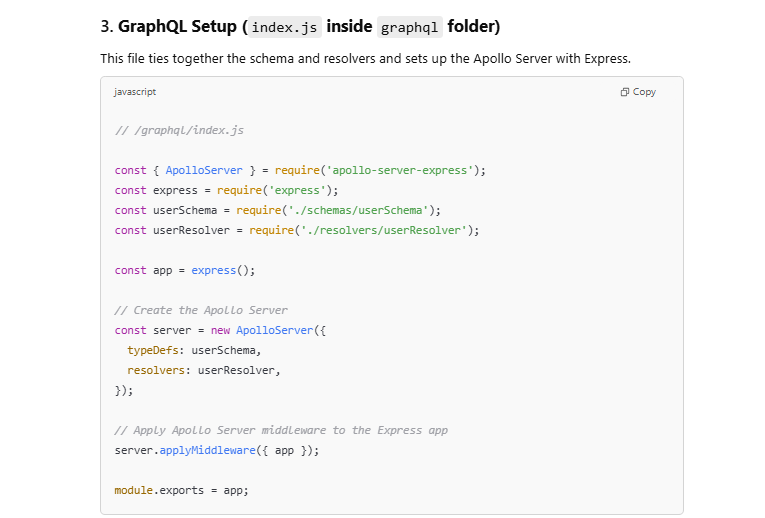 3. GraphQL Setup (index.js inside graphql folder)
This file ties together the schema and resolvers and sets up the Apollo Server with Express.
javascript
Copy
// /graphql/index.js
const { ApolloServer } = require('apollo-server-express');
const express = require('express');
const userSchema = require('./schemas/userSchema');
const userResolver = require('./resolvers/userResolver');
const app = express();
// Create the Apollo Server
const server = new ApolloServer({
  typeDefs: userSchema,
  resolvers: userResolver,
});
// Apply Apollo Server middleware to the Express app
server.applyMiddleware({ app });
module.exports = app;